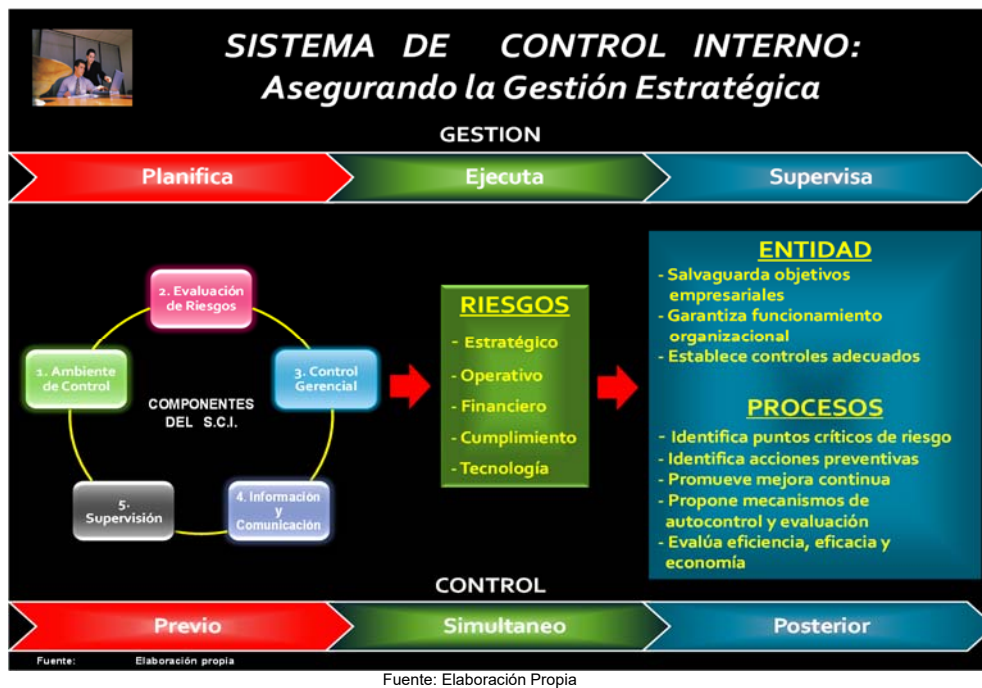 SISTEMA DE CONTROL INTERNO:
Asegurando la Gestión Estratégica
GESTION
Planifica
Ejecuta
Supervisa
2. Evaluación
de Riesgos
1. Ambiente
de Control
3. Control
Gerencial
COMPONENTES
DEL S.C.I.
5.
Supervisión
4. Información
y
Comunicación
RIESGOS
- Estratégico
- Operativo
- Financiero
- Cumplimiento
- Tecnología
ENTIDAD
- Salvaguarda objetivos
empresariales
- Garantiza funcionamiento
organizacional
- Establece controles adecuados
PROCESOS
- Identifica puntos críticos de riesgo
- Identifica acciones preventivas
- Promueve mejora continua
- Propone mecanismos de
autocontrol y evaluación
- Evalúa eficiencia, eficacia y
economía
CONTROL
Previo
Simultaneo
Posterior
Fuente: Elaboración propia
Fuente: Elaboración Propia